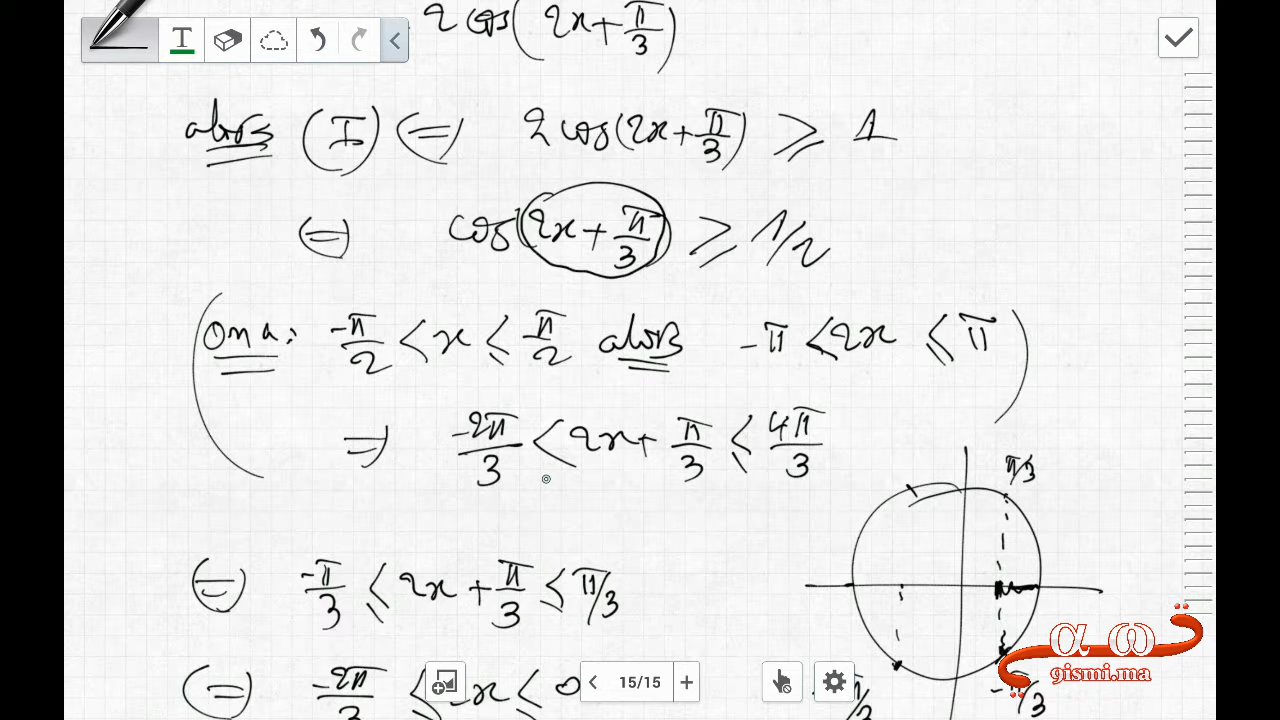 2 cos(2x + π/3)
alors (I) ⇔ 2 cos(2x + π/3) ⩾ 1
⇔ cos(2x + π/3) ⩾ 1/2
(on a : -π/2 < x ⩽ π/2 alors -π < 2x ⩽ π)
⇒ -2π/3 < 2x + π/3 ⩽ 4π/3
π/3
⇔ -π/3 ⩽ 2x + π/3 ⩽ π/3
⇔ -2π/3 ⩽ 2x ⩽ 0
-π/3
15/15
α ω
gismi.ma
T